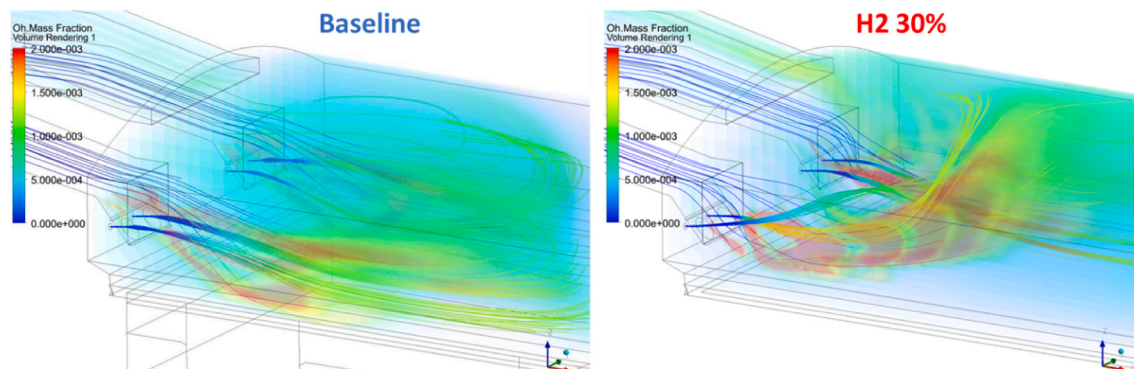 Baseline
Oh.Mass Fraction
Volume Rendering 1
2.000e-003
1.500e-003
1.000e-003
5.000e-004
0.000e+000
Z
H2 30%
Oh.Mass Fraction
Volume Rendering 1
2.000e-003
1.500e-003
1.000e-003
5.000e-004
0.000e+000
Z